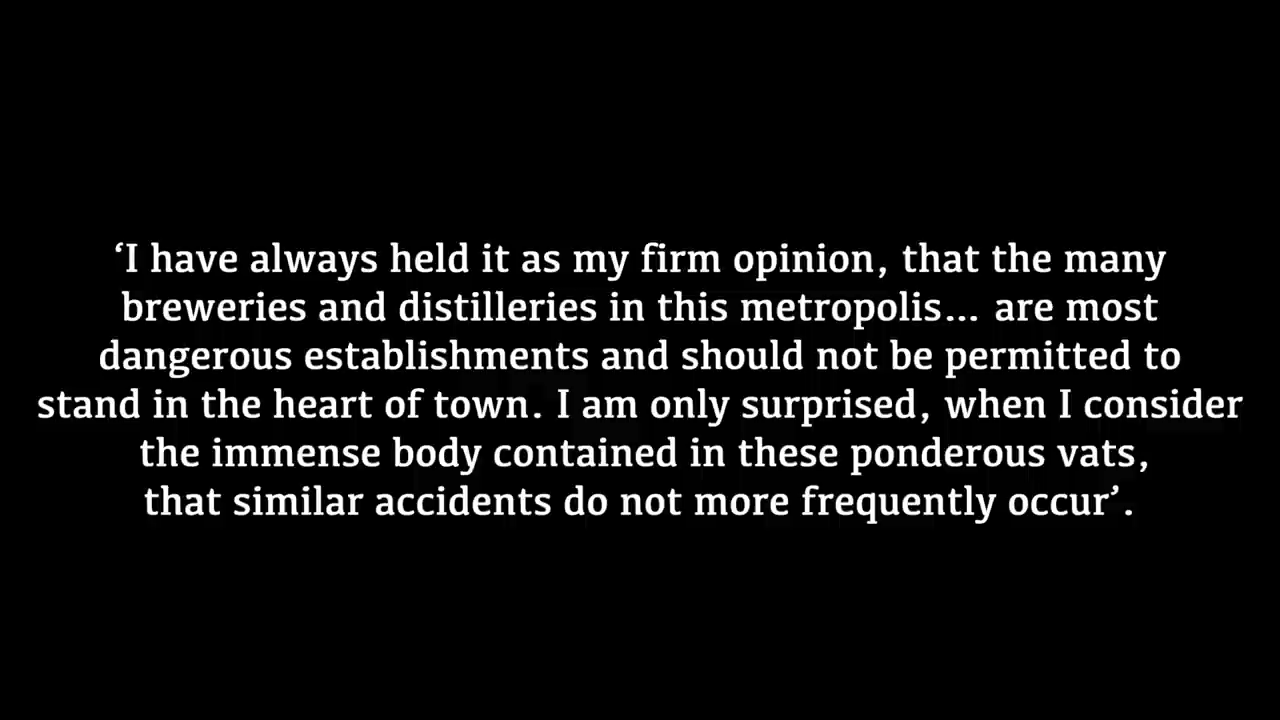 ‘I have always held it as my firm opinion, that the many
breweries and distilleries in this metropolis... are most
dangerous establishments and should not be permitted to
stand in the heart of town. I am only surprised, when I consider
the immense body contained in these ponderous vats,
that similar accidents do not more frequently occur’.